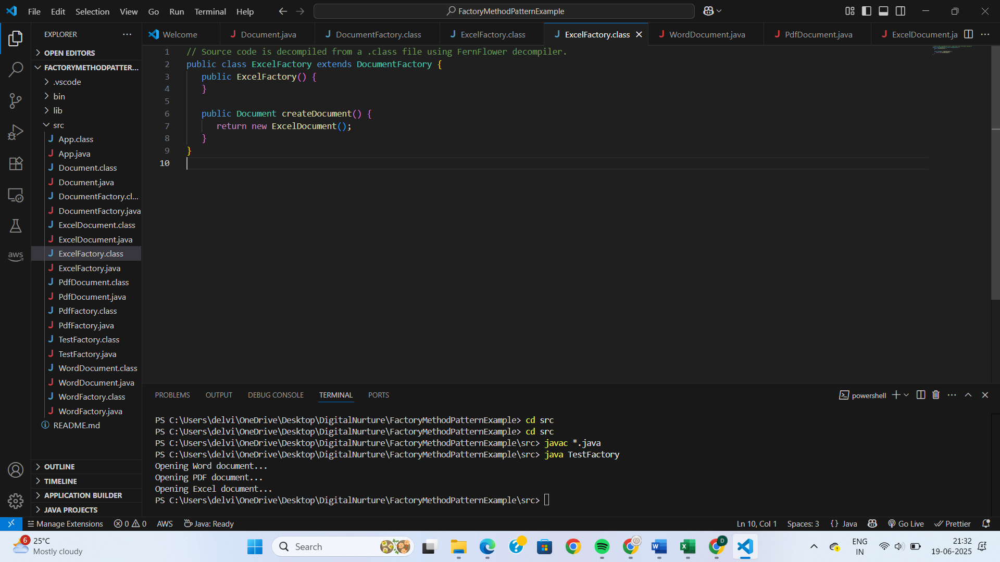 File Edit Selection View Go Run Terminal Help
FactoryMethodPatternExample
EXPLORER
OPEN EDITORS
FACTORYMETHODPATTER...
.vscode
bin
lib
src
App.class
App.java
Document.class
Document.java
DocumentFactory.cl...
DocumentFactory.java
ExcelDocument.class
ExcelDocument.java
ExcelFactory.class
ExcelFactory.java
PdfDocument.class
PdfDocument.java
PdfFactory.class
PdfFactory.java
TestFactory.class
TestFactory.java
WordDocument.class
WordDocument.java
WordFactory.class
WordFactory.java
README.md
OUTLINE
TIMELINE
APPLICATION BUILDER
JAVA PROJECTS
aws
Welcome
Document.java
DocumentFactory.class
ExcelFactory.class
ExcelFactory.class
WordDocument.java
PdfDocument.java
ExcelDocument.ja
1 // Source code is decompiled from a .class file using FernFlower decompiler.
2 public class ExcelFactory extends DocumentFactory {
3 public ExcelFactory() {
4 }
5
6 public Document createDocument() {
7 return new ExcelDocument();
8 }
9 }
10
PROBLEMS OUTPUT DEBUG CONSOLE TERMINAL PORTS
powershell
PS C:\Users\delvi\OneDrive\Desktop\DigitalNurture\FactoryMethodPatternExample> cd src
PS C:\Users\delvi\OneDrive\Desktop\DigitalNurture\FactoryMethodPatternExample> cd src
PS C:\Users\delvi\OneDrive\Desktop\DigitalNurture\FactoryMethodPatternExample\src> javac *.java
PS C:\Users\delvi\OneDrive\Desktop\DigitalNurture\FactoryMethodPatternExample\src> java TestFactory
Opening Word document...
Opening PDF document...
Opening Excel document...
PS C:\Users\delvi\OneDrive\Desktop\DigitalNurture\FactoryMethodPatternExample\src>
Manage Extensions 0 0 AWS Java: Ready
Ln 10, Col 1 Spaces: 3 {} Java Go Live Prettier
6
25°C
Mostly cloudy
Search
W
X
D
ENG
IN
21:32
19-06-2025